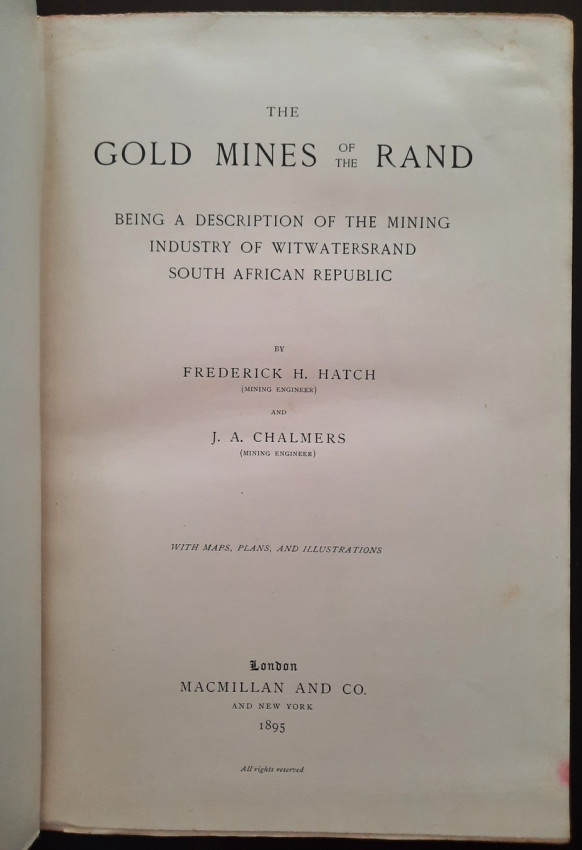 THE
GOLD MINES OF THE RAND
BEING A DESCRIPTION OF THE MINING
INDUSTRY OF WITWATERSRAND
SOUTH AFRICAN REPUBLIC
BY
FREDERICK H. HATCH
(MINING ENGINEER)
AND
J. A. CHALMERS
(MINING ENGINEER)
WITH MAPS, PLANS, AND ILLUSTRATIONS
London
MACMILLAN AND CO.
AND NEW YORK
1895
All rights reserved